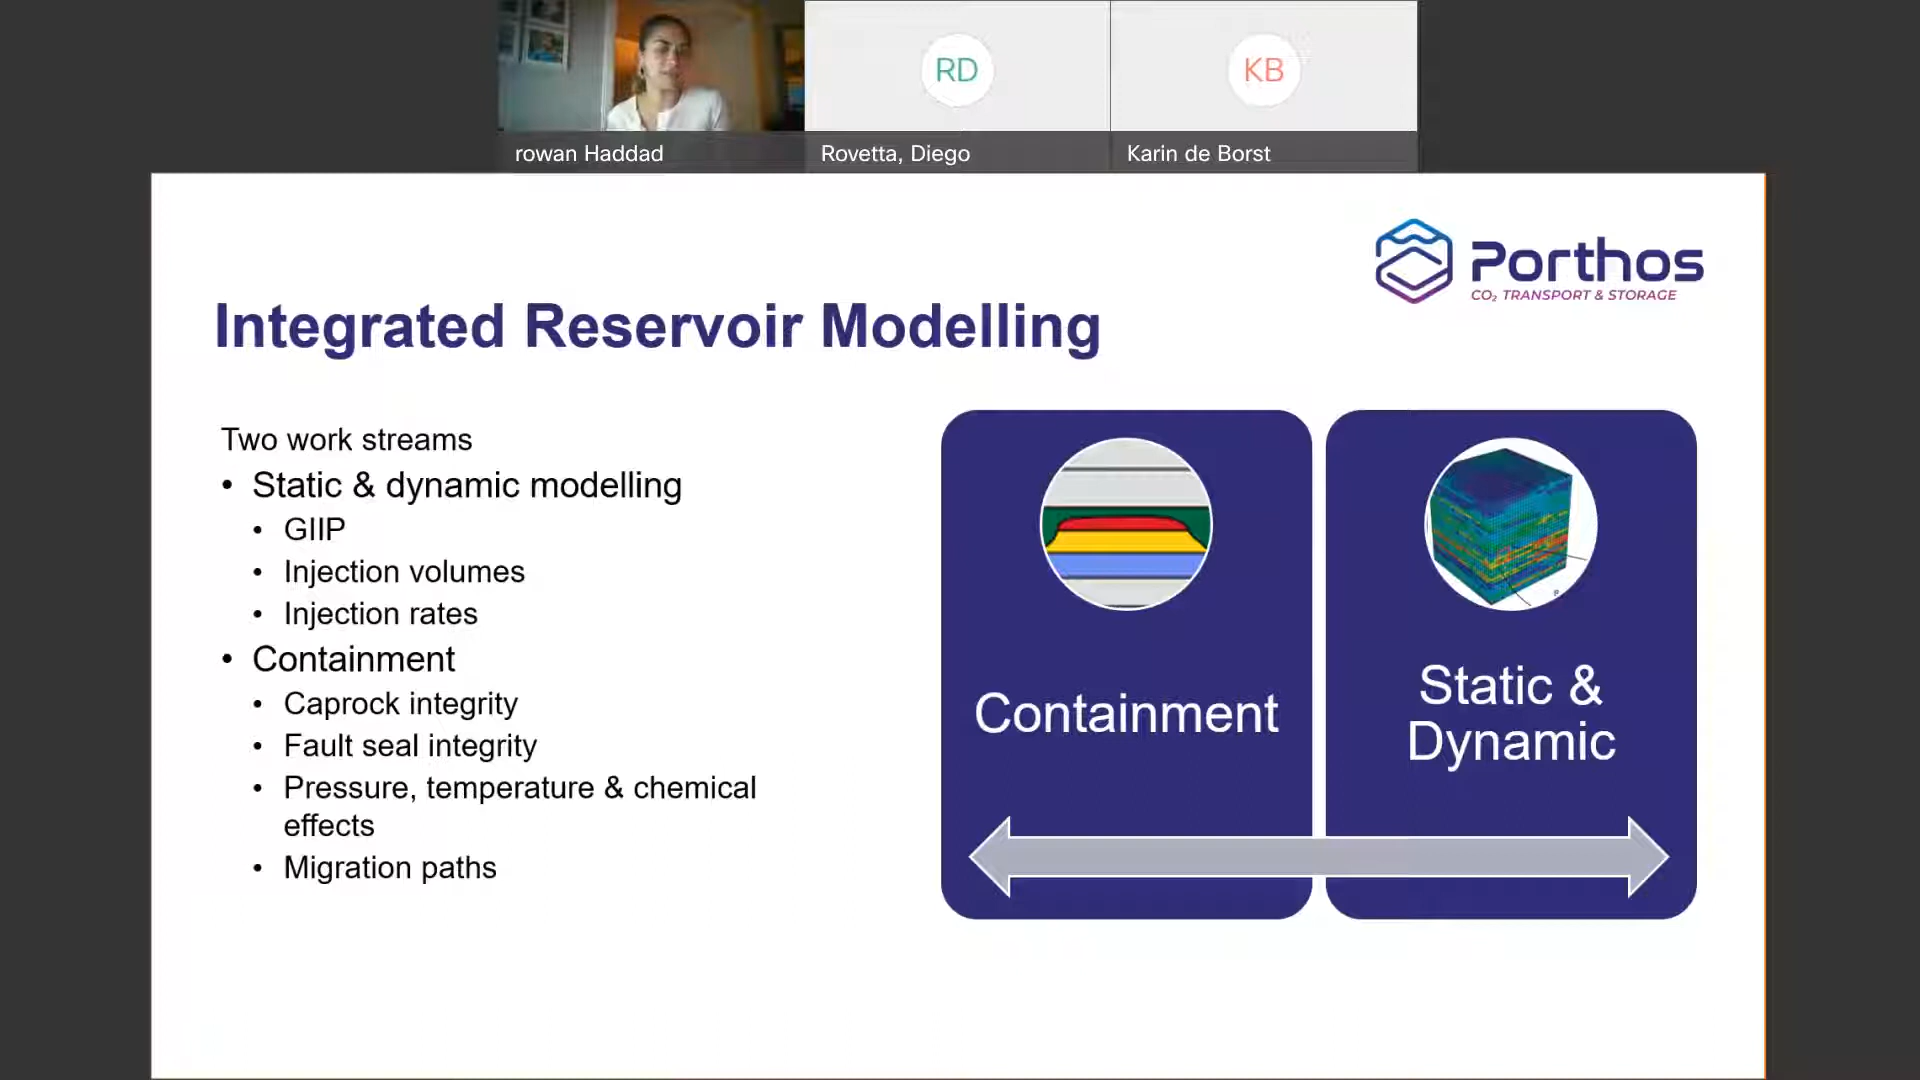 RD
KB
rowan Haddad
Rovetta, Diego
Karin de Borst
Porthos
CO₂ TRANSPORT & STORAGE
Integrated Reservoir Modelling
Two work streams
• Static & dynamic modelling
• GIIP
• Injection volumes
• Injection rates
• Containment
• Caprock integrity
• Fault seal integrity
• Pressure, temperature & chemical
effects
• Migration paths
Containment
Static &
Dynamic